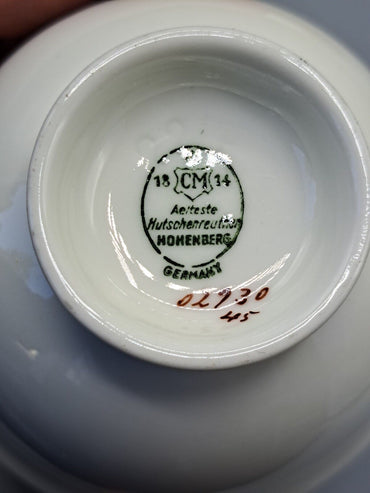 18 CM 14
Aelteste
Hutschenreuther
HOHENBERG
GERMANY
02930
45